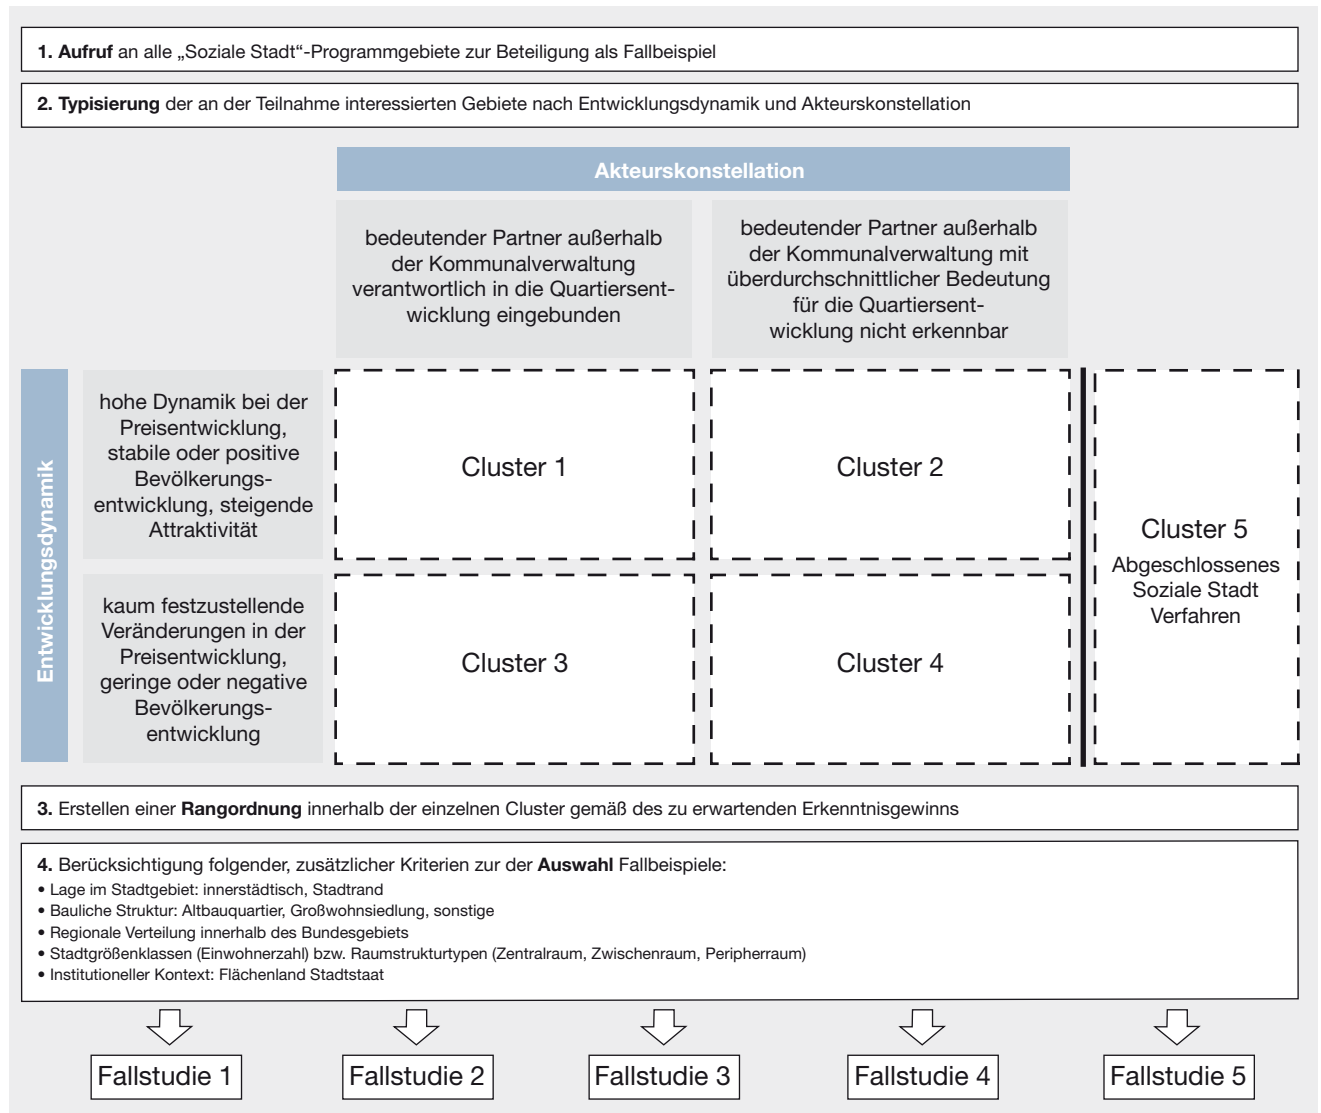 1. Aufruf an alle „Soziale Stadt“-Programmgebiete zur Beteiligung als Fallbeispiel
2. Typisierung der an der Teilnahme interessierten Gebiete nach Entwicklungsdynamik und Akteurskonstellation
Akteurskonstellation
bedeutender Partner außerhalb
der Kommunalverwaltung
verantwortlich in die Quartiersent-
wicklung eingebunden
bedeutender Partner außerhalb
der Kommunalverwaltung mit
überdurchschnittlicher Bedeutung
für die Quartiersent-
wicklung nicht erkennbar
Entwicklungsdynamik
hohe Dynamik bei der
Preisentwicklung,
stabile oder positive
Bevölkerungs-
entwicklung, steigende
Attraktivität
Cluster 1
Cluster 2
kaum festzustellende
Veränderungen in der
Preisentwicklung,
geringe oder negative
Bevölkerungs-
entwicklung
Cluster 3
Cluster 4
Cluster 5
Abgeschlossenes
Soziale Stadt
Verfahren
3. Erstellen einer Rangordnung innerhalb der einzelnen Cluster gemäß des zu erwartenden Erkenntnisgewinns
4. Berücksichtigung folgender, zusätzlicher Kriterien zur der Auswahl Fallbeispiele:
• Lage im Stadtgebiet: innerstädtisch, Stadtrand
• Bauliche Struktur: Altbauquartier, Großwohnsiedlung, sonstige
• Regionale Verteilung innerhalb des Bundesgebiets
• Stadtgrößenklassen (Einwohnerzahl) bzw. Raumstrukturtypen (Zentralraum, Zwischenraum, Peripherraum)
• Institutioneller Kontext: Flächenland Stadtstaat
Fallstudie 1
Fallstudie 2
Fallstudie 3
Fallstudie 4
Fallstudie 5